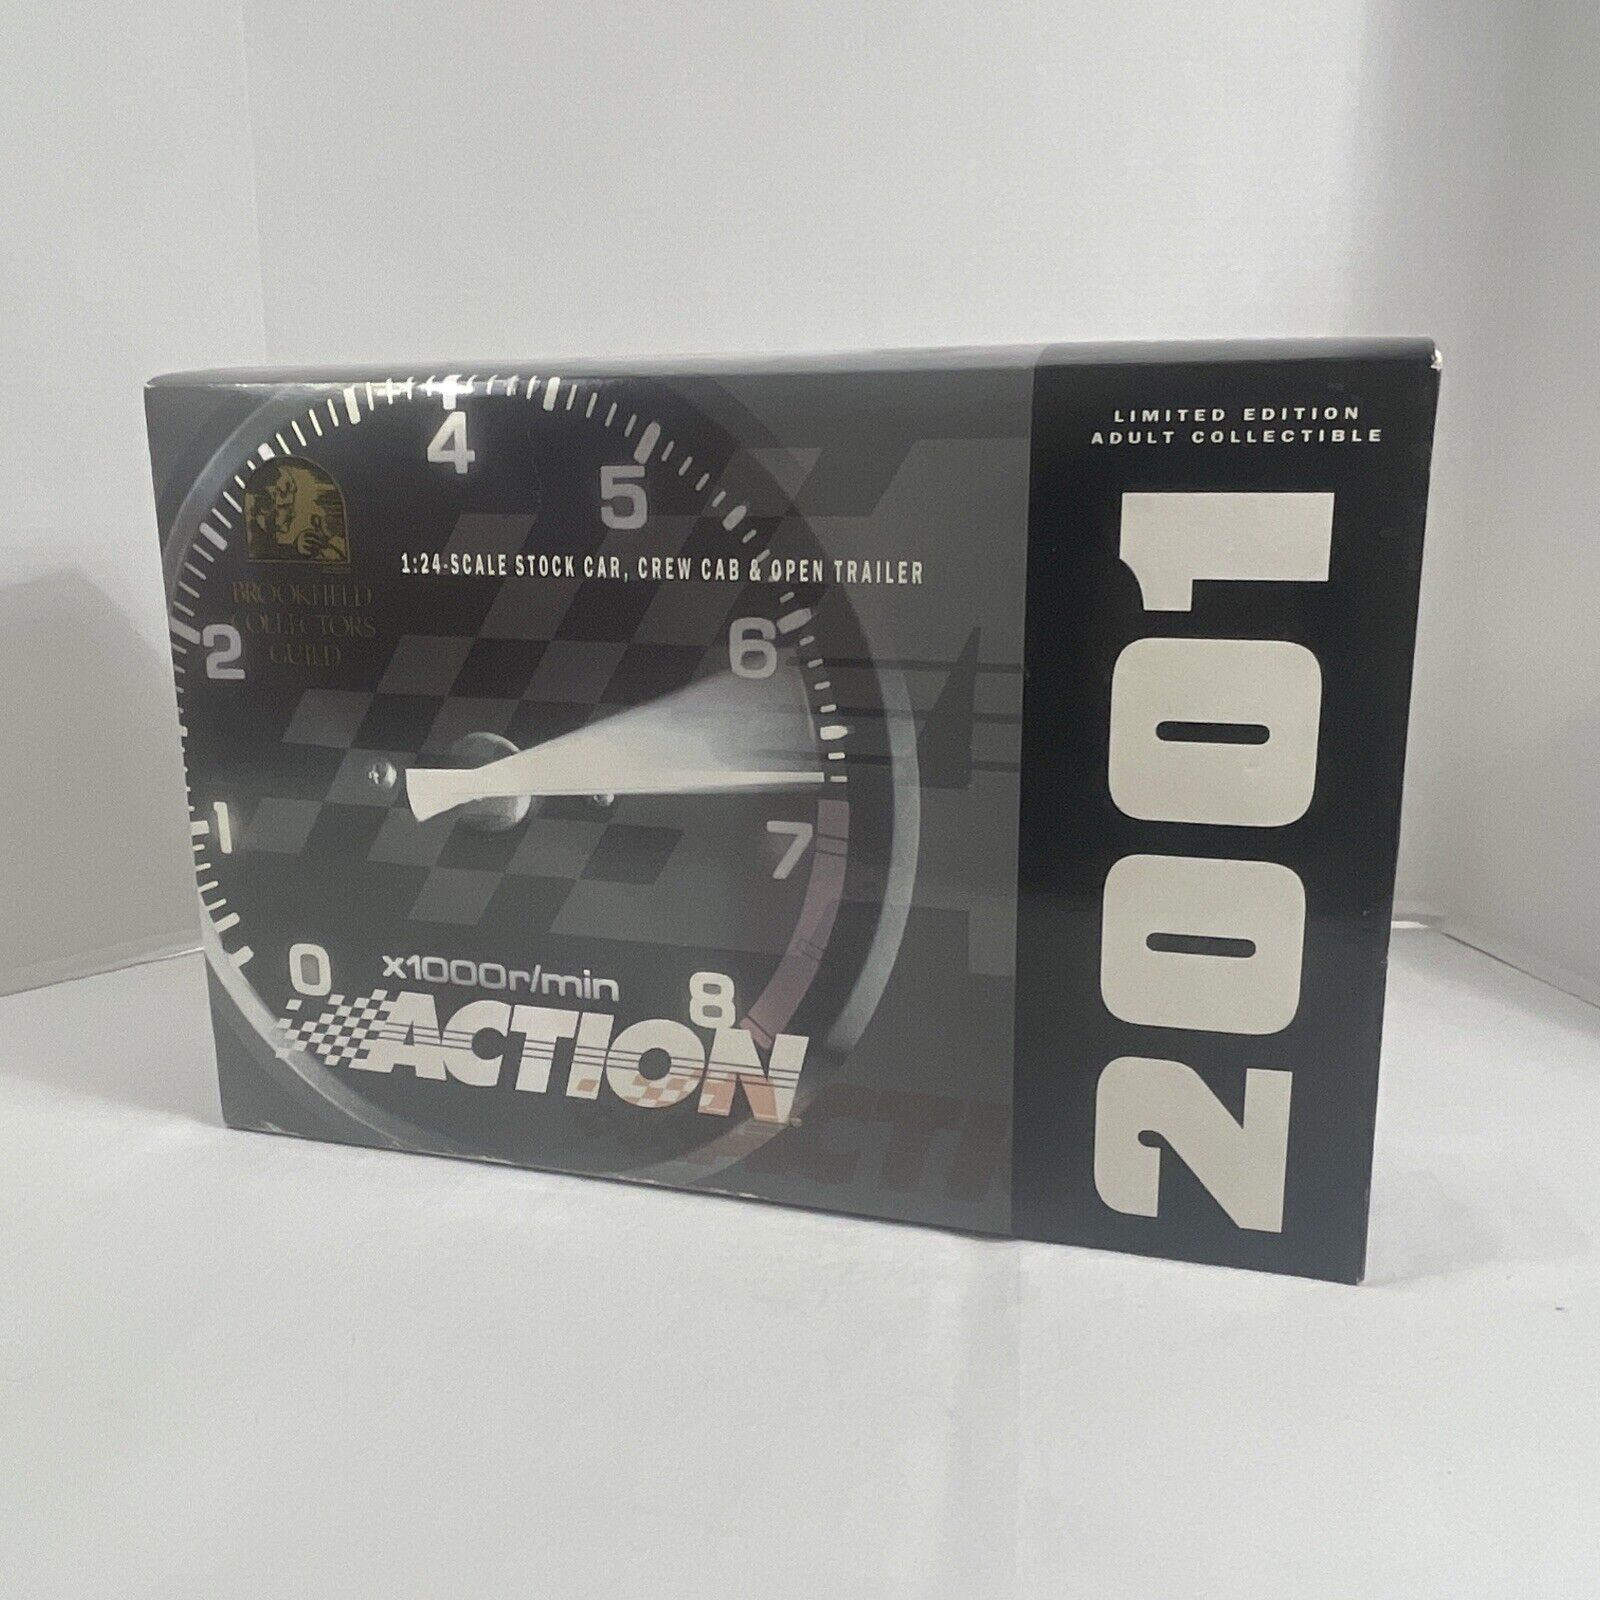 4
5
1:24-SCALE STOCK CAR, CREW CAB & OPEN TRAILER
BROOKFIELD
COLLECTORS
GUILD
2
6
1
7
0
x1000r/min
8
ACTION
ACTI
LIMITED EDITION
ADULT COLLECTIBLE
2001